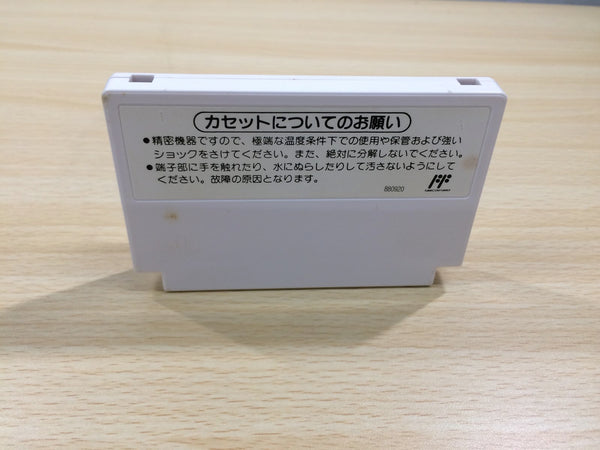 カセットについてのお願い
●精密機器ですので、極端な温度条件下での使用や保管および強い
ショックをさけてください。また、絶対に分解しないでください。
●端子部に手を触れたり、水にぬらしたりして汚さないようにして
ください。故障の原因となります。
880920